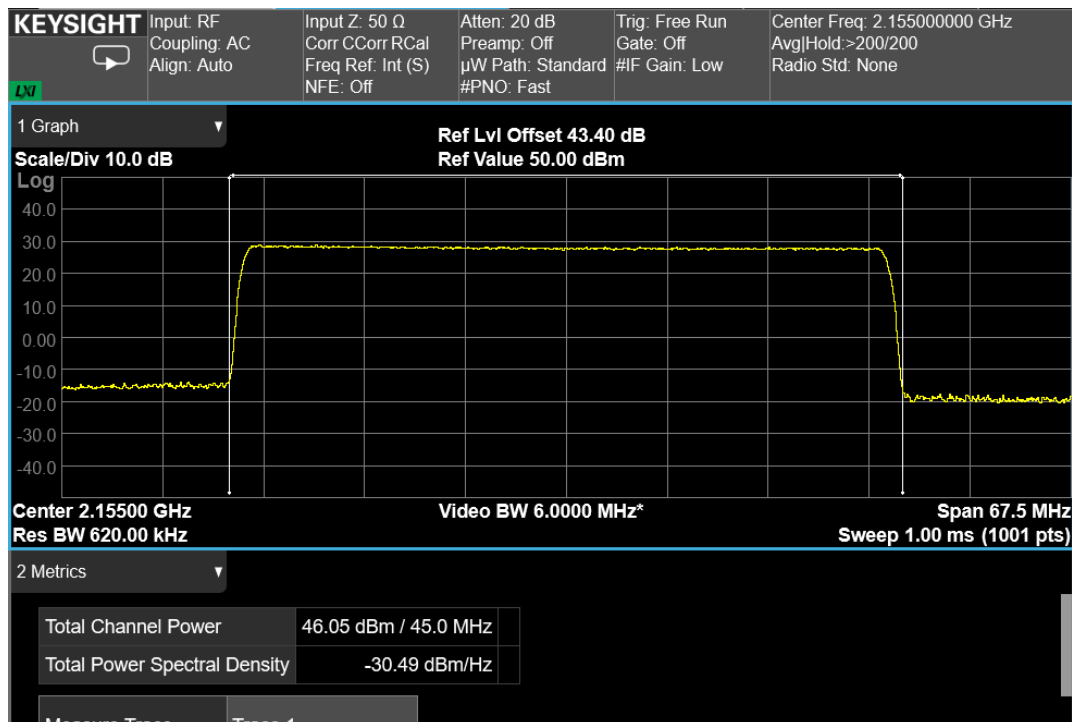 KEYSIGHT
LXI
Input: RF
Coupling: AC
Align: Auto
Input Z: 50 Ω
Corr CCorr RCal
Freq Ref: Int (S)
NFE: Off
Atten: 20 dB
Preamp: Off
µW Path: Standard
#PNO: Fast
Trig: Free Run
Gate: Off
#IF Gain: Low
Center Freq: 2.155000000 GHz
Avg|Hold:>200/200
Radio Std: None
1 Graph
Scale/Div 10.0 dB
Ref Lvl Offset 43.40 dB
Ref Value 50.00 dBm
Log
40.0
30.0
20.0
10.0
0.00
-10.0
-20.0
-30.0
-40.0
Center 2.15500 GHz
Video BW 6.0000 MHz*
Span 67.5 MHz
Res BW 620.00 kHz
Sweep 1.00 ms (1001 pts)
2 Metrics
Total Channel Power 46.05 dBm / 45.0 MHz
Total Power Spectral Density -30.49 dBm/Hz
Measure Trace Trace 1